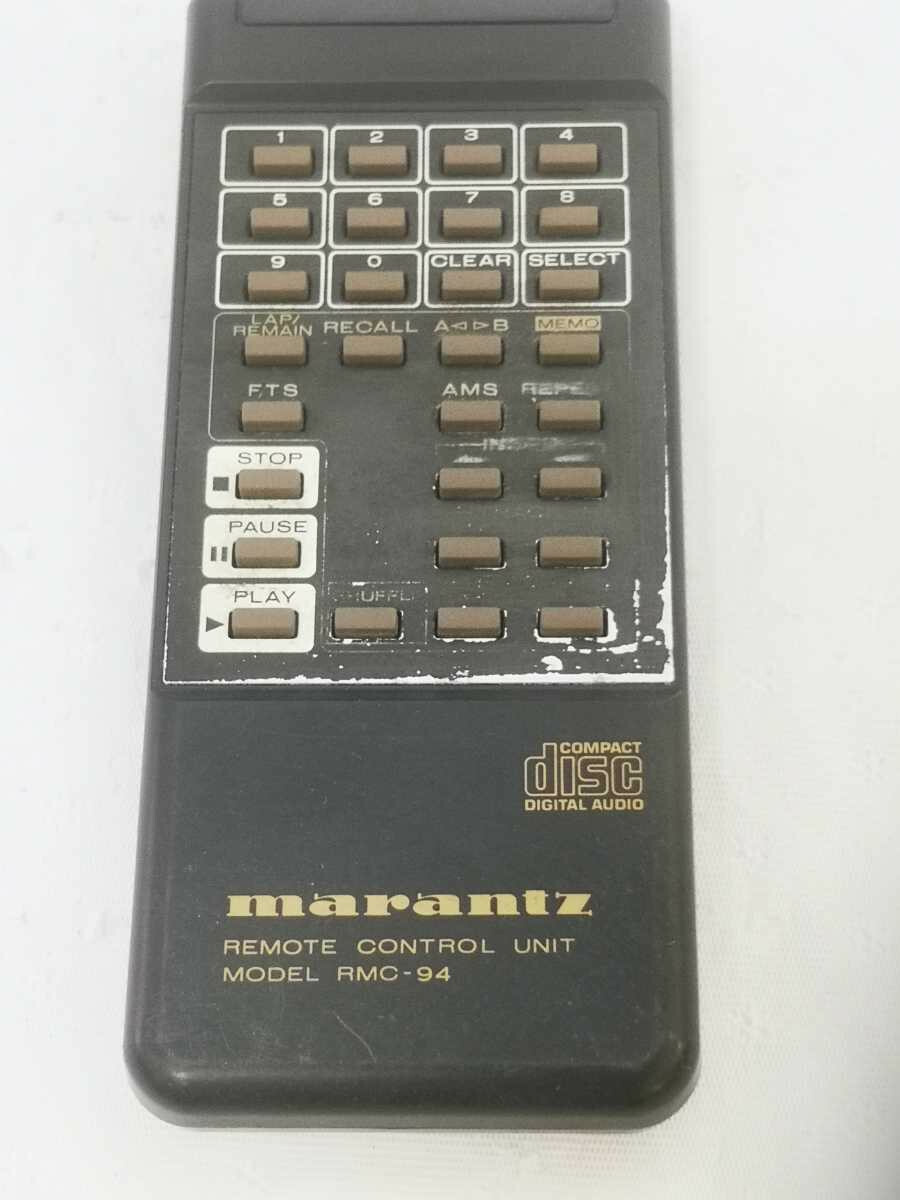 1 2 3 4
5 6 7 8
9 0 CLEAR SELECT
LAP/
REMAIN RECALL A◁ ▷B MEMO
FTS AMS
STOP
PAUSE
PLAY
COMPACT
disc
DIGITAL AUDIO
marantz
REMOTE CONTROL UNIT
MODEL RMC-94